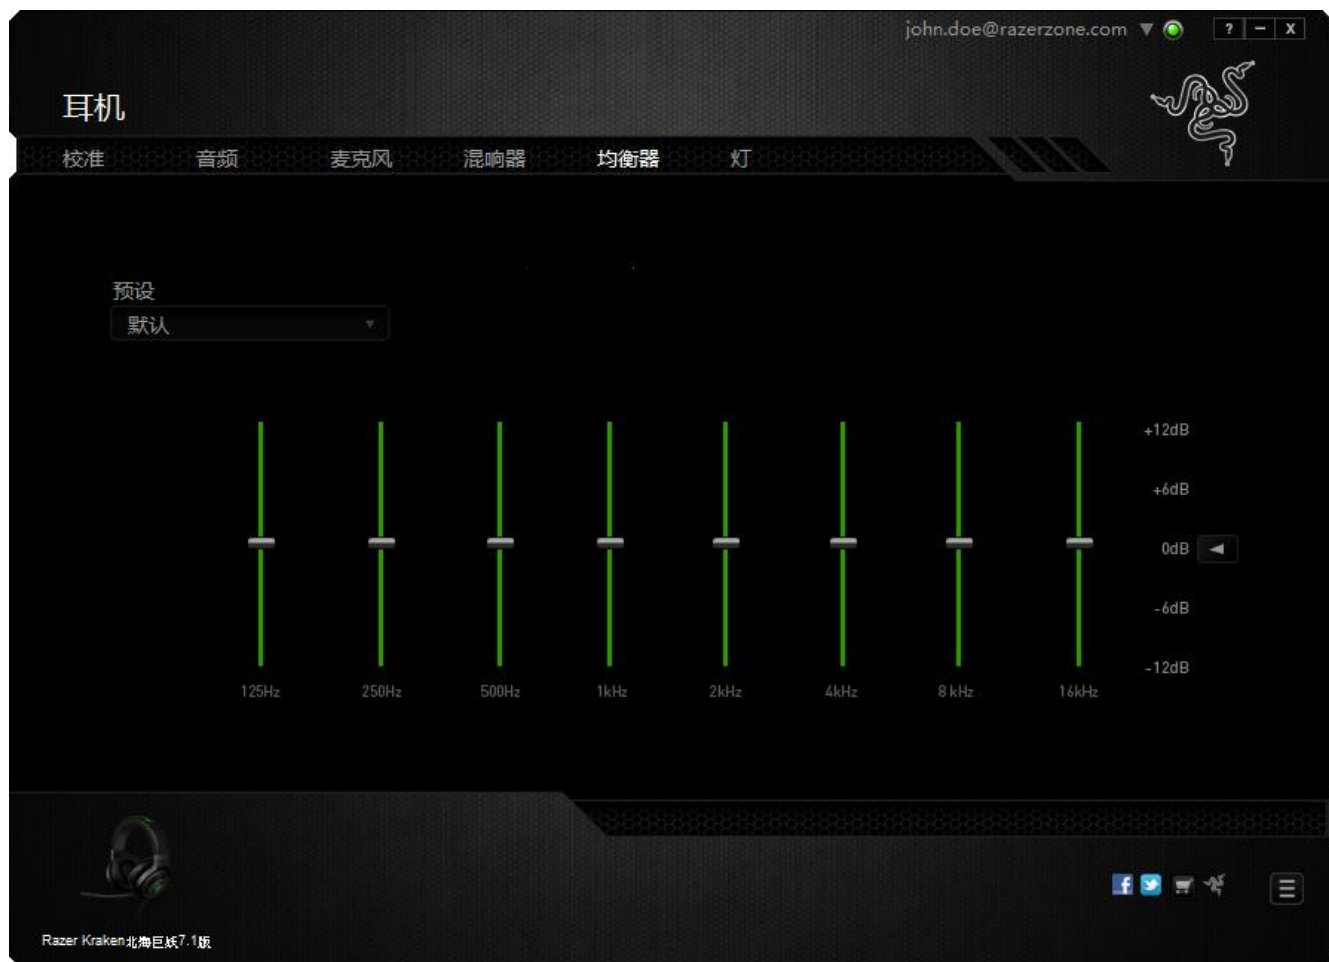 john.doe@razerzone.com
? – X
耳机
校准 音频 麦克风 混响器 均衡器 灯
预设
默认
+12dB
+6dB
0dB
-6dB
-12dB
125Hz 250Hz 500Hz 1kHz 2kHz 4kHz 8 kHz 16kHz
f
Razer Kraken北海巨妖7.1版